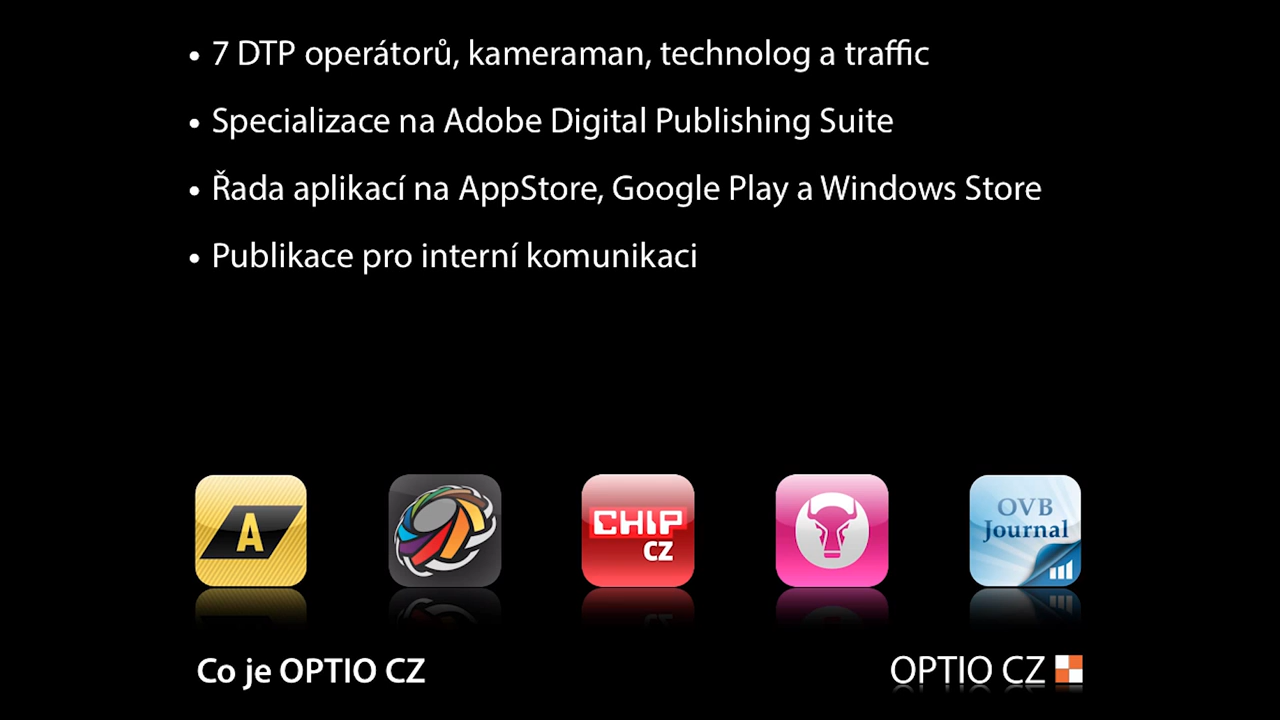 • 7 DTP operátorů, kameraman, technolog a traffic
• Specializace na Adobe Digital Publishing Suite
• Řada aplikací na AppStore, Google Play a Windows Store
• Publikace pro interní komunikaci
A
CHIP
CZ
OVB
Journal
Co je OPTIO CZ
OPTIO CZ